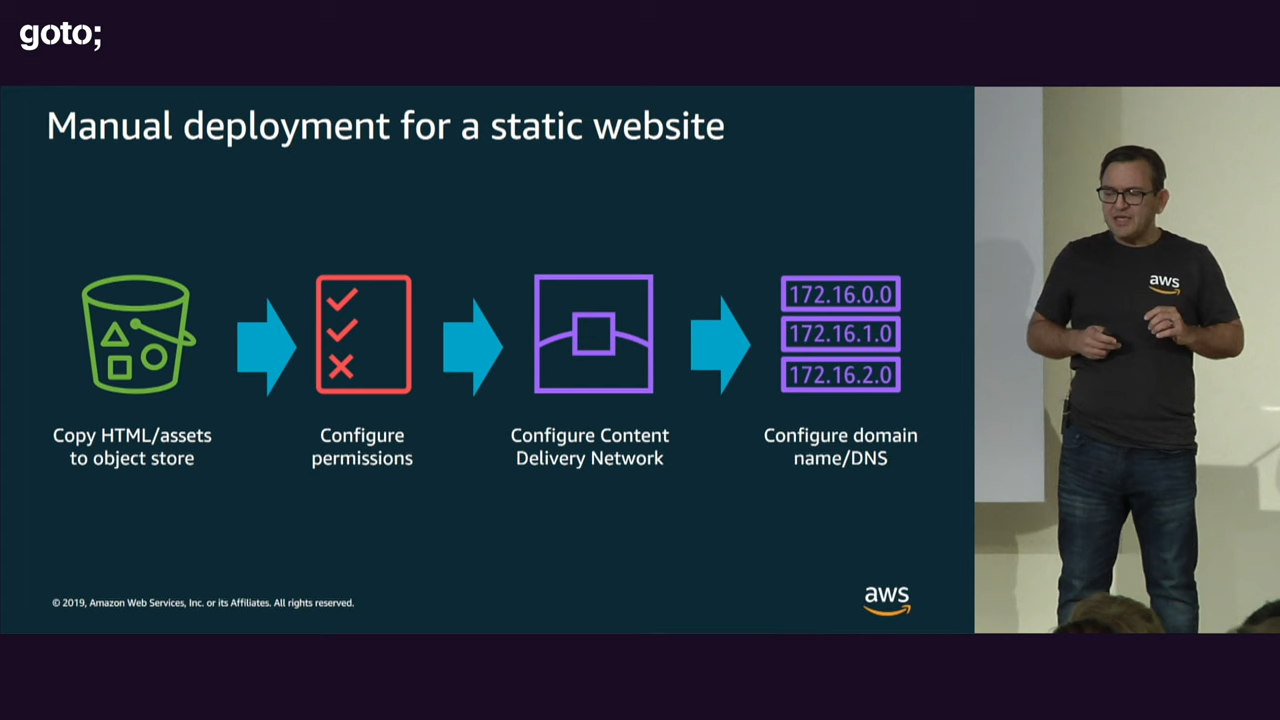 goto;
Manual deployment for a static website
172.16.0.0
172.16.1.0
172.16.2.0
Copy HTML/assets
to object store
Configure
permissions
Configure Content
Delivery Network
Configure domain
name/DNS
© 2019, Amazon Web Services, Inc. or its Affiliates. All rights reserved.
aws
aws